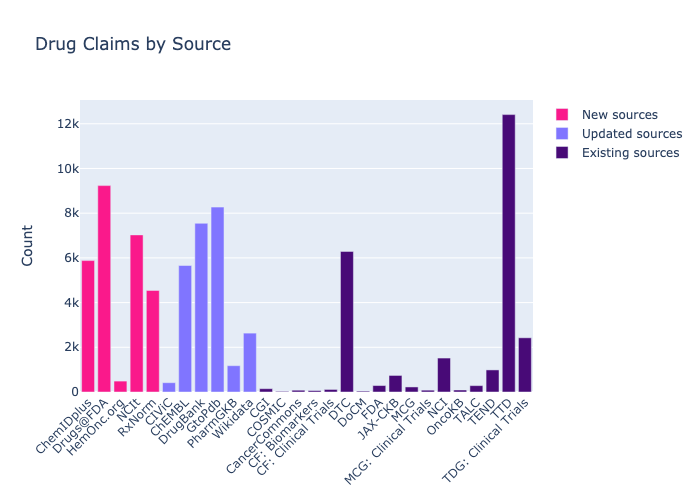 Drug Claims by Source
New sources
Updated sources
Existing sources
Count
12k
10k
8k
6k
4k
2k
0
ChemIDplus
Drugs@FDA
HemOnc.org
NCIt
RxNorm
CIViC
ChEMBL
DrugBank
GtoPdb
PharmGKB
Wikidata
CGI
COSMIC
CancerCommons
CF: Biomarkers
CF: Clinical Trials
DTC
DoCM
FDA
JAX-CKB
MCG
MCG: Clinical Trials
NCI
OncoKB
TALC
TEND
TTD
TDG: Clinical Trials